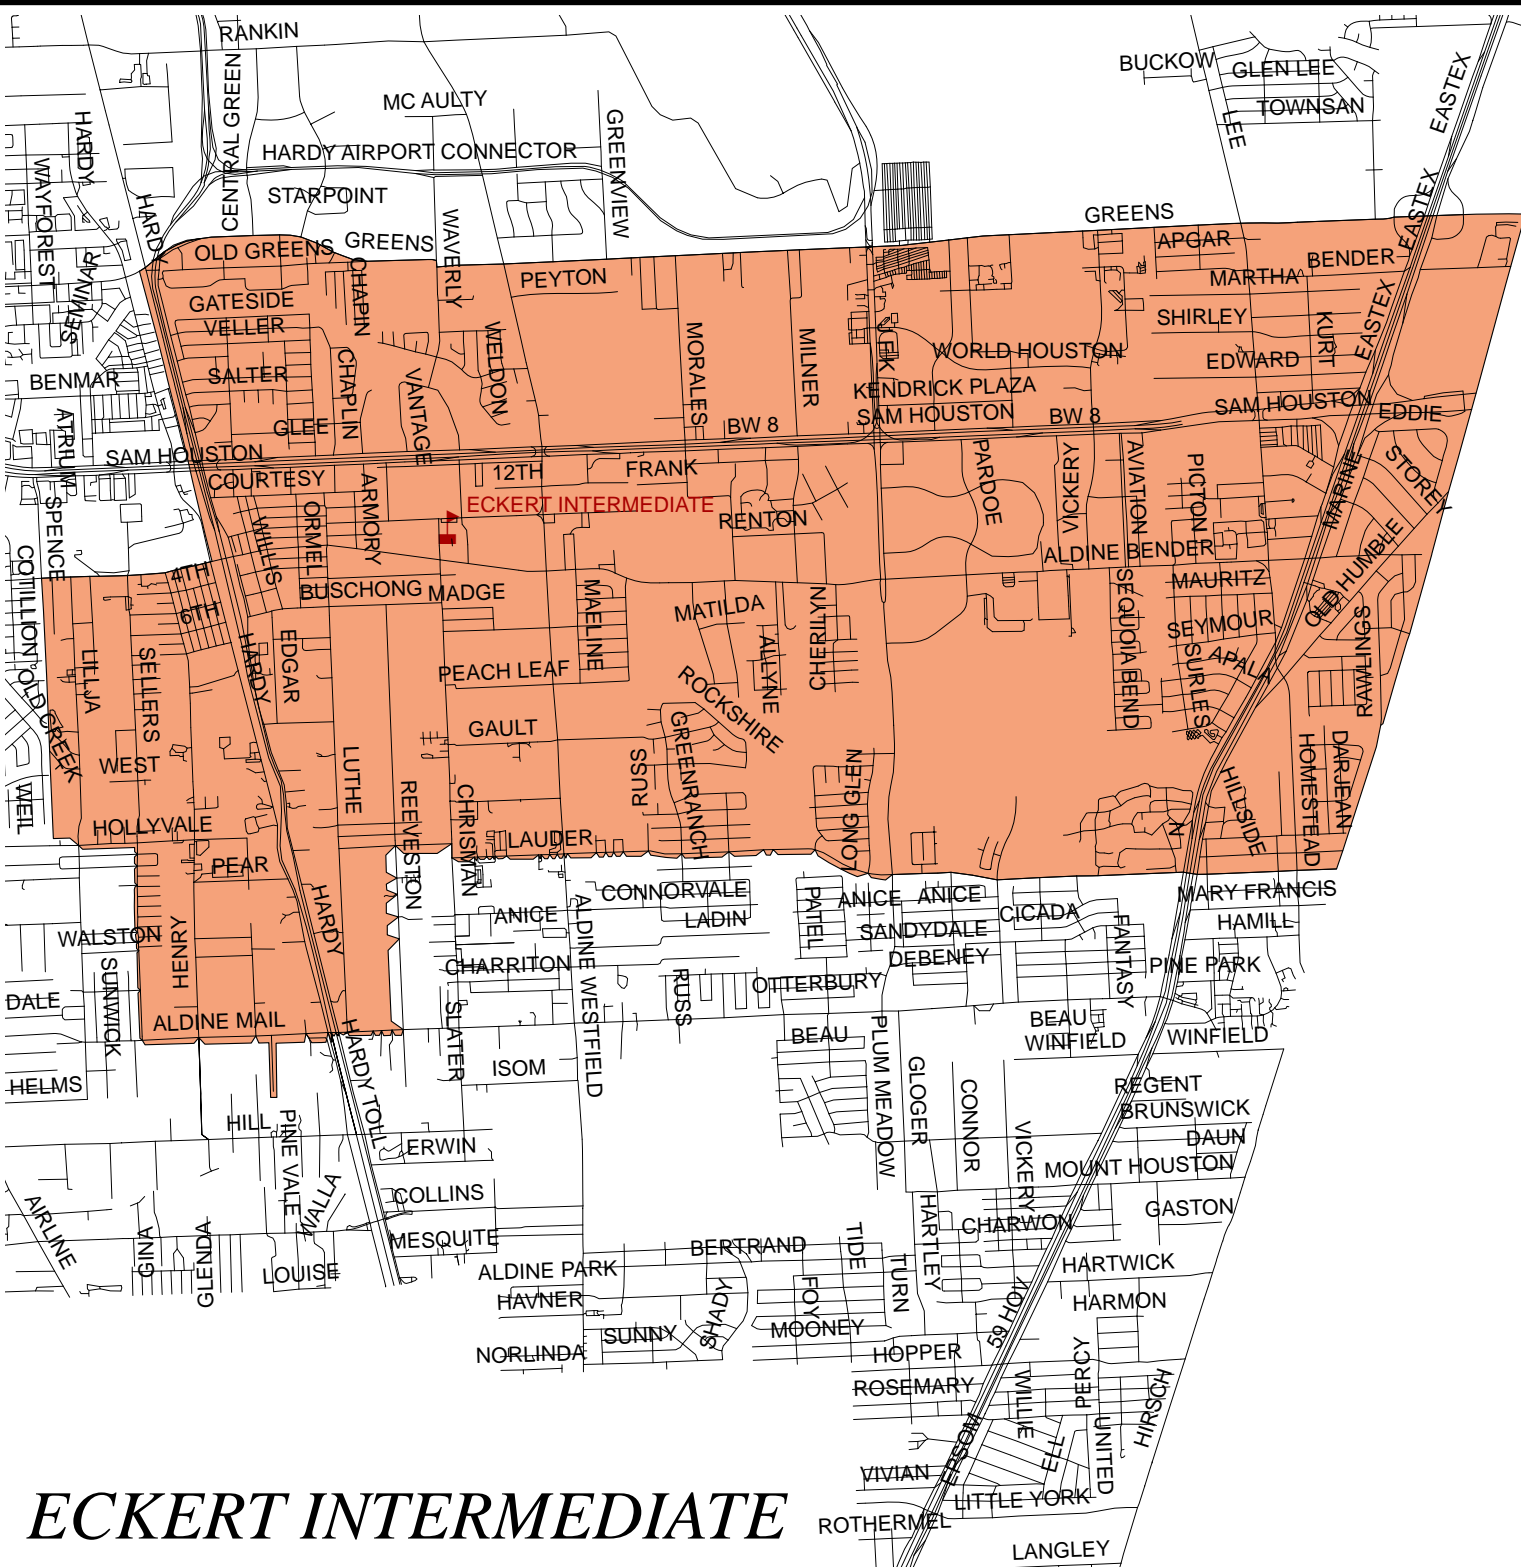 RANKIN
BUCKOW
GLEN LEE
EASTEX
CENTRAL GREEN
MC AULTY
TOWNSAN
HARDY
GREENVIEW
LEE
HARDY AIRPORT CONNECTOR
WAYFOREST
STARPOINT
EASTEX
HARDY
WAVERLY
GREENS
GREENS
OLD GREENS
APGAR
BENDER
SEMINAR
CHAPIN
PEYTON
MARTHA
GATESIDE
VELLER
WELDON
MORALES
MILNER
J F K
SHIRLEY
KURT
EASTEX
WORLD HOUSTON
EDWARD
BENMAR
SALTER
CHAPLIN
VANTAGE
KENDRICK PLAZA
SAM HOUSTON
BW 8
SAM HOUSTON
EDDIE
ATRIUM
GLEE
BW 8
SAM HOUSTON
COURTESY
12TH
FRANK
PARDOE
VICKERY
AVIATION
PICTON
MARINE
STOREY
SPENCE
ORMEL
ARMORY
ECKERT INTERMEDIATE
RENTON
WILLIS
ALDINE BENDER
COTILLION
4TH
BUSCHONG
MADGE
MAELINE
MATILDA
CHERILYN
SEQUOIA BEND
MAURITZ
OLD HUMBLE
6TH
SEYMOUR
RAWLINGS
LILLJA
SELLERS
HARDY
EDGAR
PEACH LEAF
ALLYNE
SURLES
APALA
OLD CREEK
ROCKSHIRE
GAULT
GREENRANCH
WEST
LUTHE
RUSS
LONG GLEN
HOMESTEAD
DARJEAN
WEIL
REEVESTON
CHRISMAN
HILLSIDE
HOLLYVALE
LAUDER
N
PEAR
HARDY
CONNORVALE
PATEL
ANICE
ANICE
MARY FRANCIS
ANICE
ALDINE WESTFIELD
LADIN
CICADA
HAMILL
WALSTON
HENRY
SANDYDALE
FANTASY
SUNWICK
CHARRITON
DEBENEY
PINE PARK
DALE
RUSS
OTTERBURY
ALDINE MAIL
SLATER
BEAU
PLUM MEADOW
BEAU
WINFIELD
WINFIELD
HARDY TOLL
ISOM
GLOGER
HELMS
CONNOR
REGENT
BRUNSWICK
HILL
PINE VALE
VICKERY
DAUN
ERWIN
MOUNT HOUSTON
AIRLINE
AVALLA
COLLINS
HARTLEY
GASTON
GINA
GLENDA
MESQUITE
CHARWON
BERTRAND
TIDE
TURN
HARTWICK
LOUISE
ALDINE PARK
HAVNER
SHADY
FOY
59 HOV
HARMON
SUNNY
MOONEY
NORLINDA
HOPPER
PERCY
ROSEMARY
WILLIE
HIRSCH
EPSOM
ELL
UNITED
VIVIAN
LITTLE YORK
ECKERT INTERMEDIATE
ROTHERMEL
LANGLEY
EASTEX